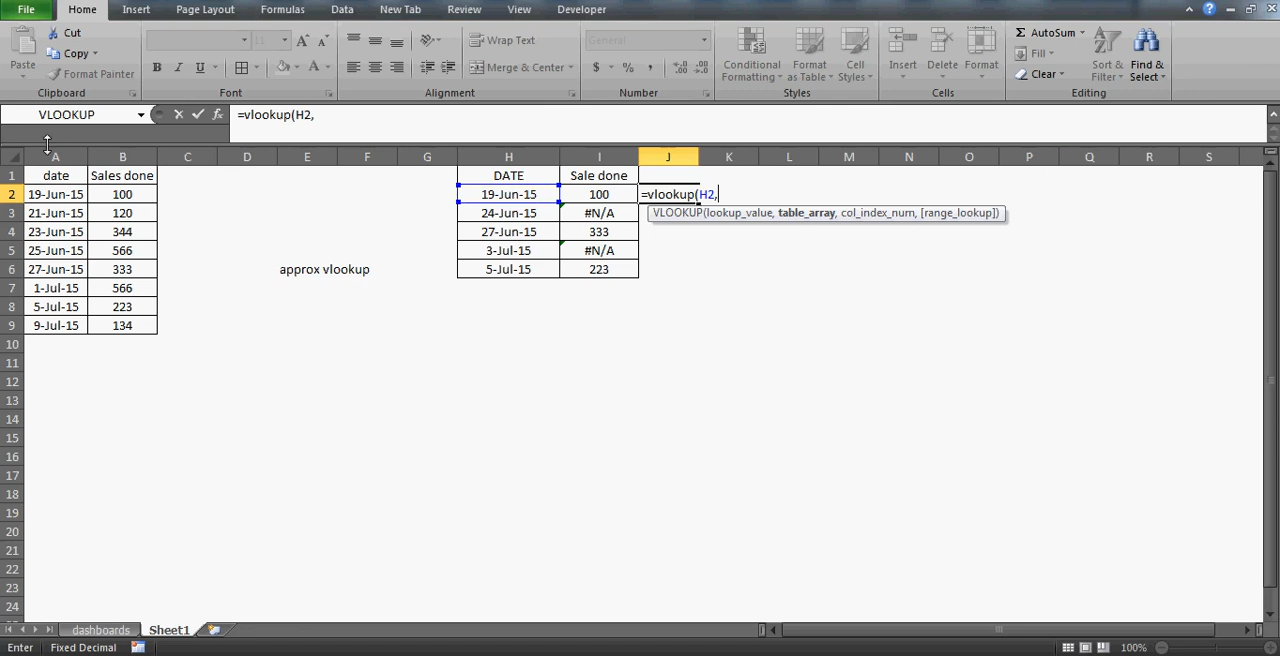 File Home Insert Page Layout Formulas Data New Tab Review View Developer
Cut
Copy
Format Painter
Paste
11
Wrap Text
Merge & Center
General
Conditional Formatting
Format as Table
Cell Styles
Insert Delete Format
AutoSum
Fill
Clear
Sort & Filter
Find & Select
Clipboard Font Alignment Number Styles Cells Editing
VLOOKUP =vlookup(H2,
A B C D E F G H I J K L M N O P Q R S
1 date Sales done DATE Sale done
2 19-Jun-15 100 19-Jun-15 100 =vlookup(H2,
3 21-Jun-15 120 24-Jun-15 #N/A VLOOKUP(lookup_value, table_array, col_index_num, [range_lookup])
4 23-Jun-15 344 27-Jun-15 333
5 25-Jun-15 566 3-Jul-15 #N/A
6 27-Jun-15 333 approx vlookup 5-Jul-15 223
7 1-Jul-15 566
8 5-Jul-15 223
9 9-Jul-15 134
10
11
12
13
14
15
16
17
18
19
20
21
22
23
24
dashboards Sheet1
Enter Fixed Decimal 100%